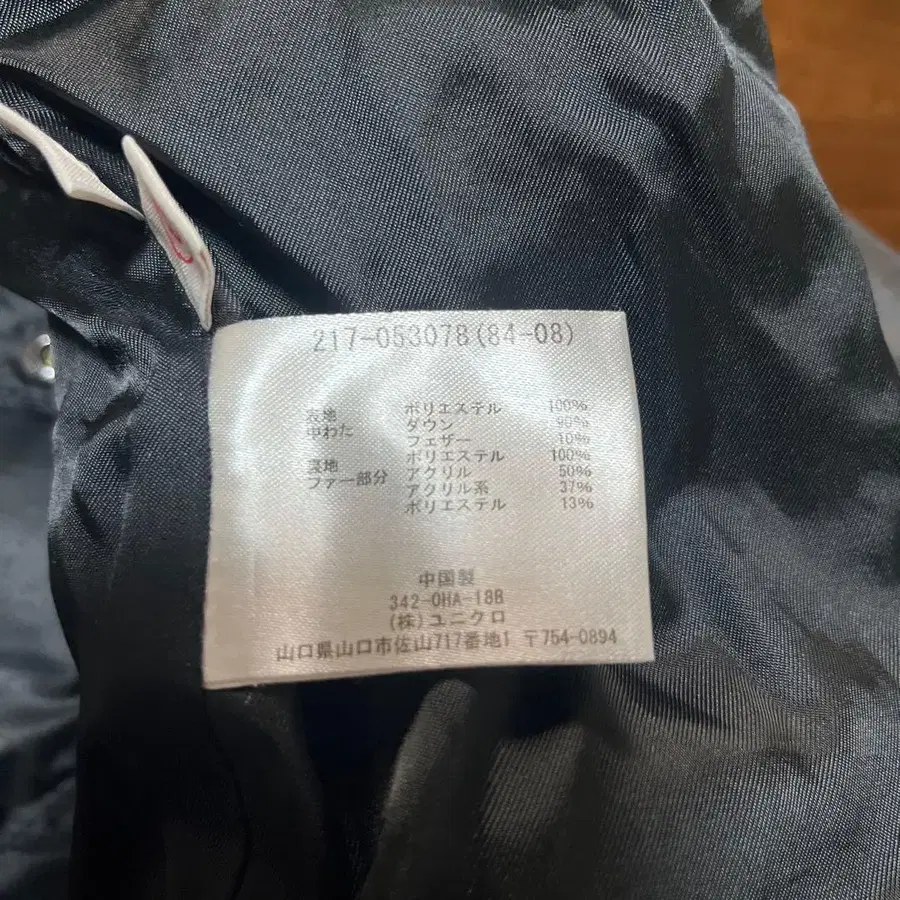 217-053078(84-08)
表地 ポリエステル 100%
中わた ダウン 90%
フェザー 10%
裏地 ポリエステル 100%
ファー部分 アクリル 50%
アクリル系 37%
ポリエステル 13%
中国製
342-OHA-18B
(株)ユニクロ
山口県山口市佐山717番地1 〒754-0894